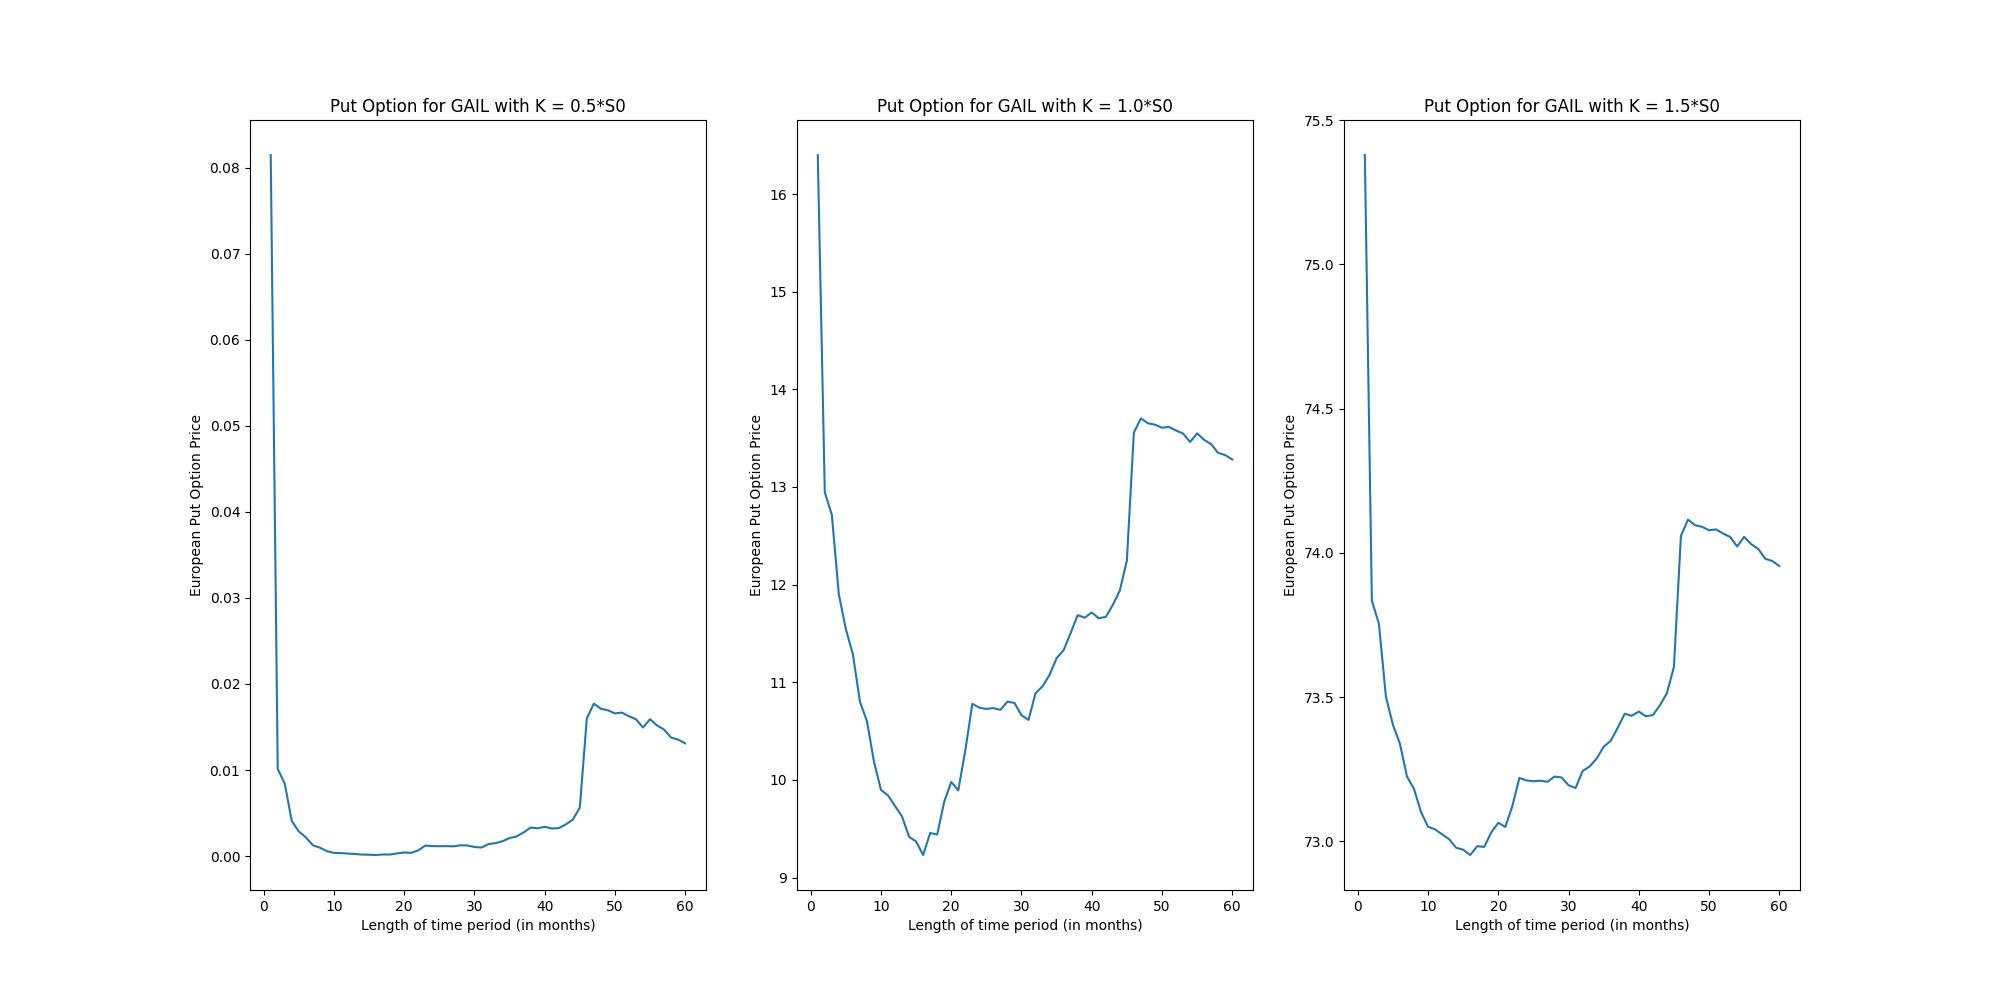 Put Option for GAIL with K = 0.5*S0
0.08
0.07
0.06
0.05
0.04
0.03
0.02
0.01
0.00
European Put Option Price
0 10 20 30 40 50 60
Length of time period (in months)
Put Option for GAIL with K = 1.0*S0
16
15
14
13
12
11
10
9
European Put Option Price
0 10 20 30 40 50 60
Length of time period (in months)
Put Option for GAIL with K = 1.5*S0
75.5
75.0
74.5
74.0
73.5
73.0
European Put Option Price
0 10 20 30 40 50 60
Length of time period (in months)